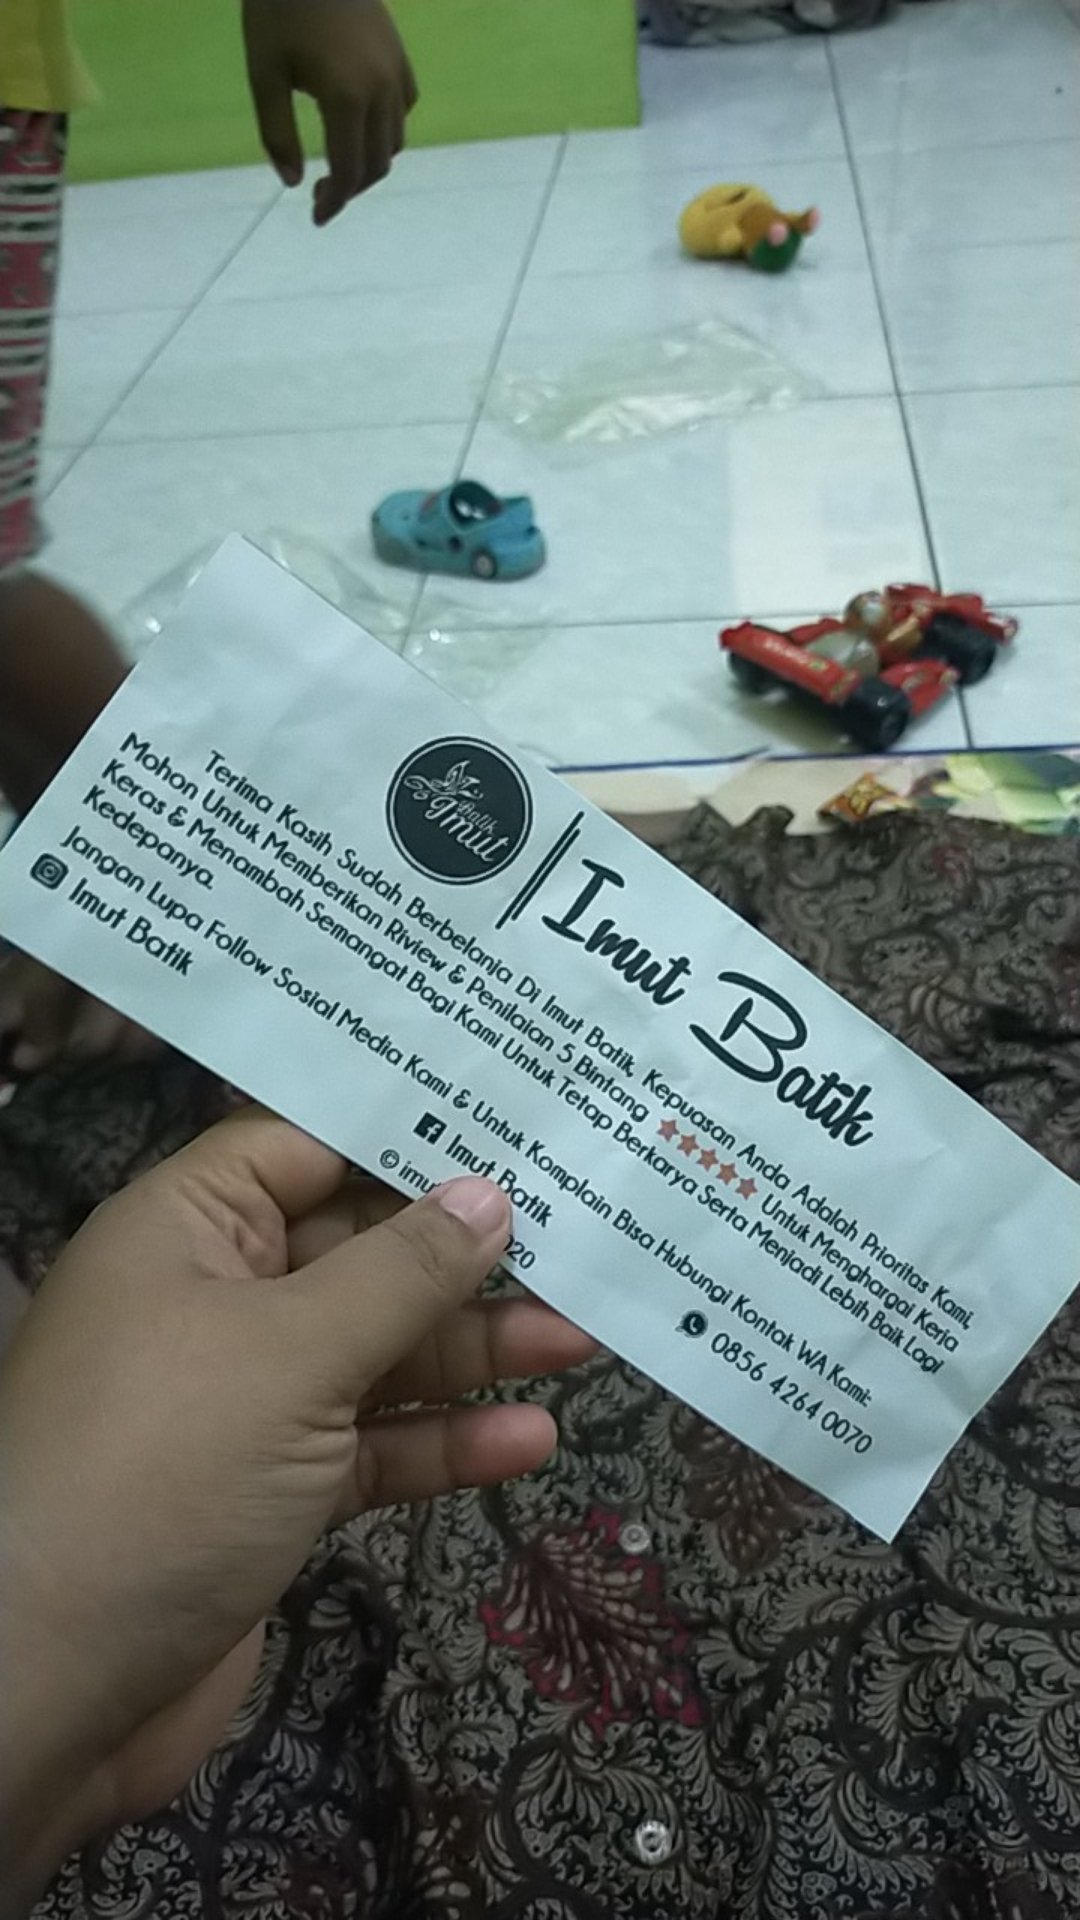 Batik
Imut
Imut Batik
Terima Kasih Sudah Berbelanja Di Imut Batik, Kepuasan Anda Adalah Prioritas Kami,
Mohon Untuk Memberikan Riview & Penilaian 5 Bintang ★★★★★ Untuk Menghargai Kerja
Keras & Menambah Semangat Bagi Kami Untuk Tetap Berkarya Serta Menjadi Lebih Baik Lagi
Kedepanya.
Jangan Lupa Follow Sosial Media Kami & Untuk Komplain Bisa Hubungi Kontak WA Kami:
Imut Batik
Imut Batik
0856 4264 0070
©